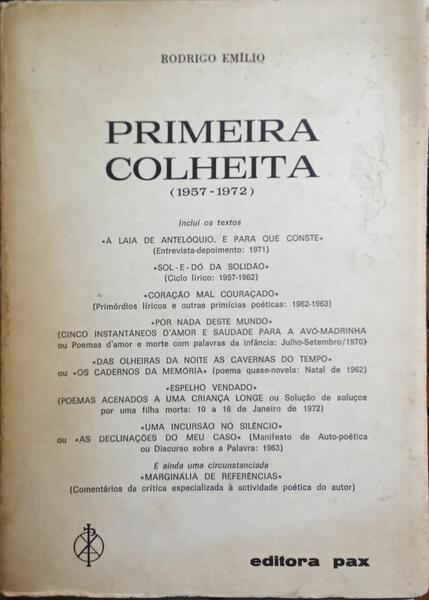 RODRIGO EMÍLIO
PRIMEIRA
COLHEITA
(1957-1972)
Inclui os textos
«À LAIA DE ANTELÓQUIO, E PARA QUE CONSTE»
(Entrevista-depoimento: 1971)
«SOL-E-DÓ DA SOLIDÃO»
(Ciclo lírico: 1957-1962)
«CORAÇÃO MAL COURAÇADO»
(Primórdios líricos e outras primícias poéticas: 1962-1963)
«POR NADA DESTE MUNDO»
(CINCO INSTANTÂNEOS D'AMOR E SAUDADE PARA A AVÓ-MADRINHA
ou Poemas d'amor e morte com palavras da infância: Julho-Setembro/1970)
«DAS OLHEIRAS DA NOITE ÀS CAVERNAS DO TEMPO»
ou «OS CADERNOS DA MEMÓRIA» (poema quase-novela: Natal de 1962)
«ESPELHO VENDADO»
(POEMAS ACENADOS A UMA CRIANÇA LONGE ou Solução de soluços
por uma filha morta: 10 a 16 de Janeiro de 1972)
«UMA INCURSÃO NO SILÊNCIO»
ou «AS DECLINAÇÕES DO MEU CASO» (Manifesto de Auto-poética
ou Discurso sobre a Palavra: 1963)
E ainda uma circunstanciada
«MARGINÁLIA DE REFERÊNCIAS»
(Comentários da crítica especializada à actividade poética do autor)
editora pax